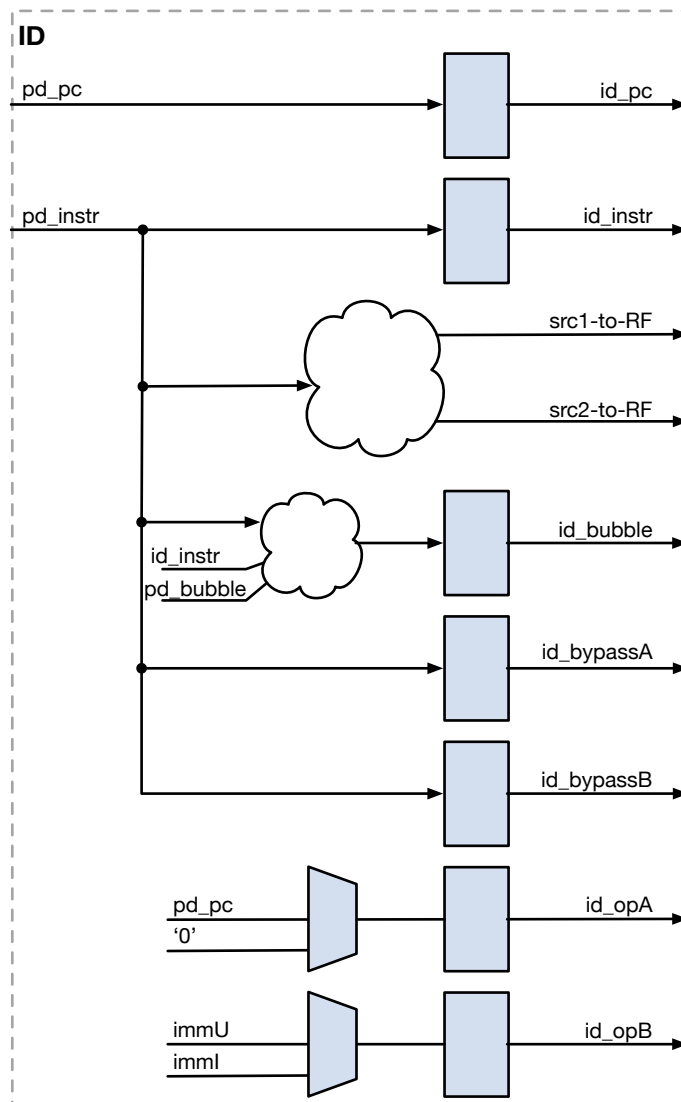 ID
pd_pc
id_pc
pd_instr
id_instr
src1-to-RF
src2-to-RF
id_bubble
id_instr
pd_bubble
id_bypassA
id_bypassB
pd_pc
id_opA
‘0’
immU
id_opB
immI